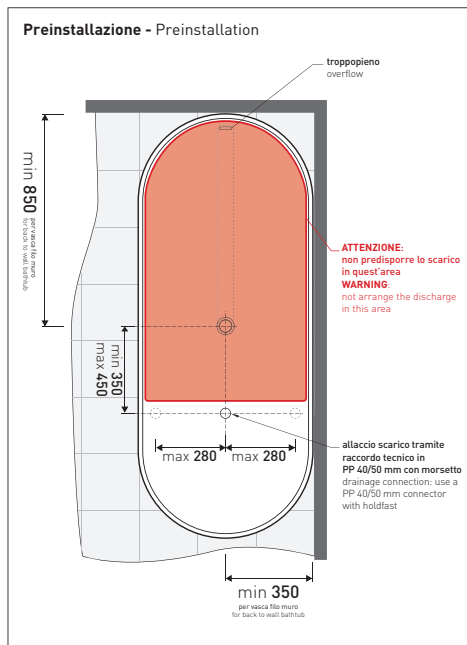 Preinstallazione - Preinstallation
troppopieno
overflow
min 850
per vasca filo muro
for back to wall bathtub
ATTENZIONE:
non predisporre lo scarico
in quest'area
WARNING:
not arrange the discharge
in this area
min 350
max 450
max 280
max 280
allaccio scarico tramite
raccordo tecnico in
PP 40/50 mm con morsetto
drainage connection: use a
PP 40/50 mm connector
with holdfast
min 350
per vasca filo muro
for back to wall bathtub